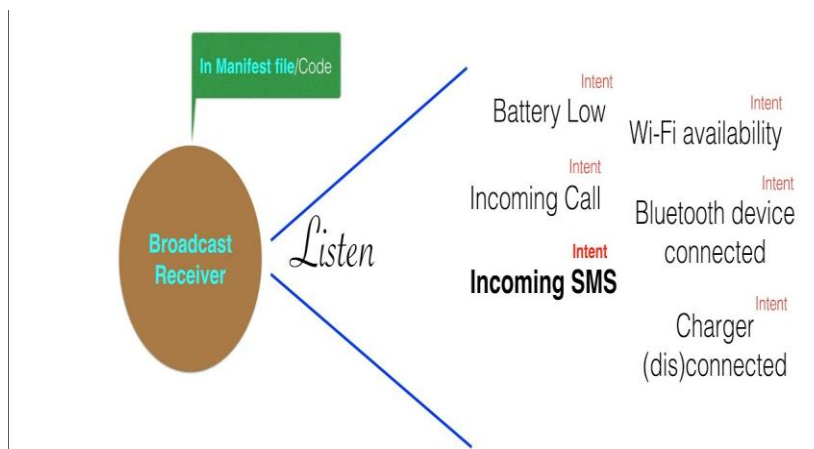 In Manifest file/Code
Broadcast
Receiver
Listen
Intent
Battery Low
Intent
Wi-Fi availability
Intent
Incoming Call
Intent
Bluetooth device
connected
Intent
Incoming SMS
Intent
Charger
(dis)connected